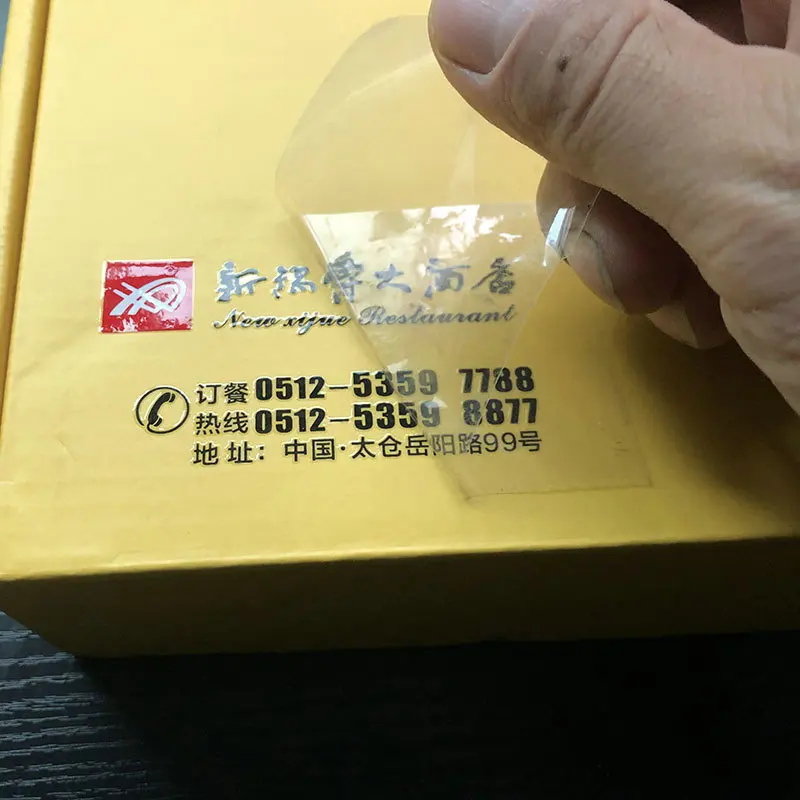 新禧爵大酒店
New xijue Restaurant
订餐 0512-5359 7788
热线 0512-5359 8877
地址：中国·太仓岳阳路99号